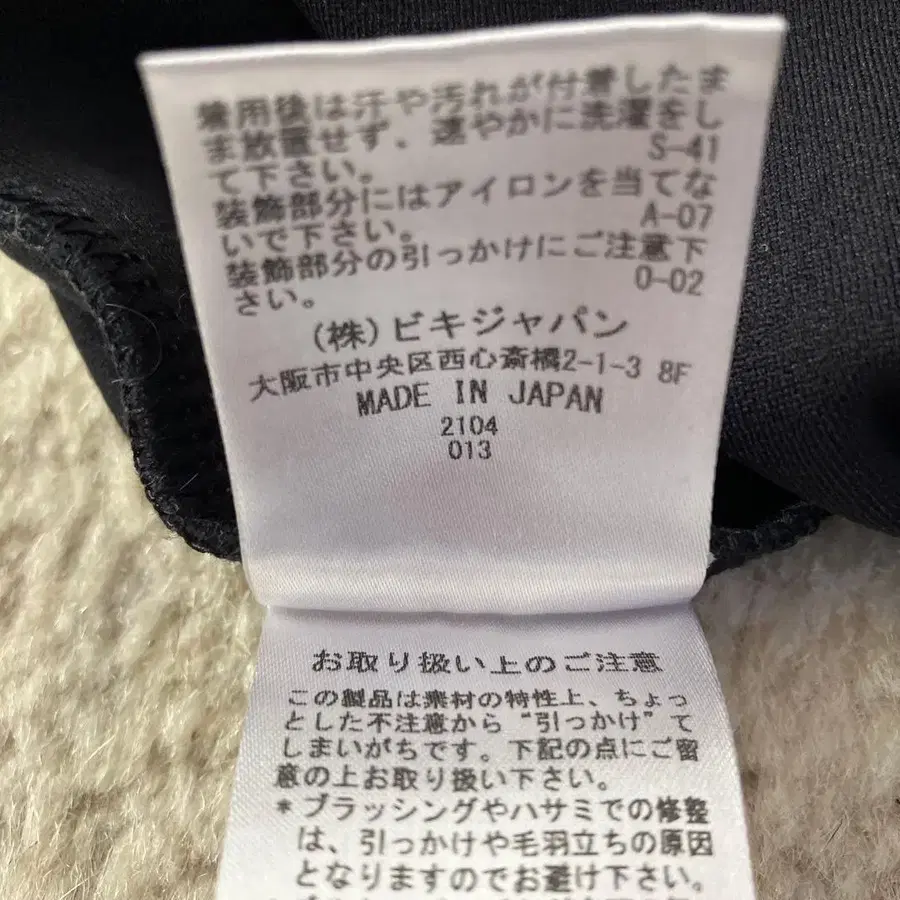 着用後は汗や汚れが付着したま
ま放置せず、速やかに洗濯をし
て下さい。 S-41
装飾部分にはアイロンを当てな
いで下さい。 A-07
装飾部分の引っかけにご注意下
さい。 O-02
(株)ビキジャパン
大阪市中央区西心斎橋2-1-3 8F
MADE IN JAPAN
2104
013
お取り扱い上のご注意
この製品は素材の特性上、ちょっ
とした不注意から“引っかけ”て
しまいがちです。下記の点にご留
意の上お取り扱い下さい。
*ブラッシングやハサミでの修整
は、引っかけや毛羽立ちの原因
となりますのでお避け下さい。